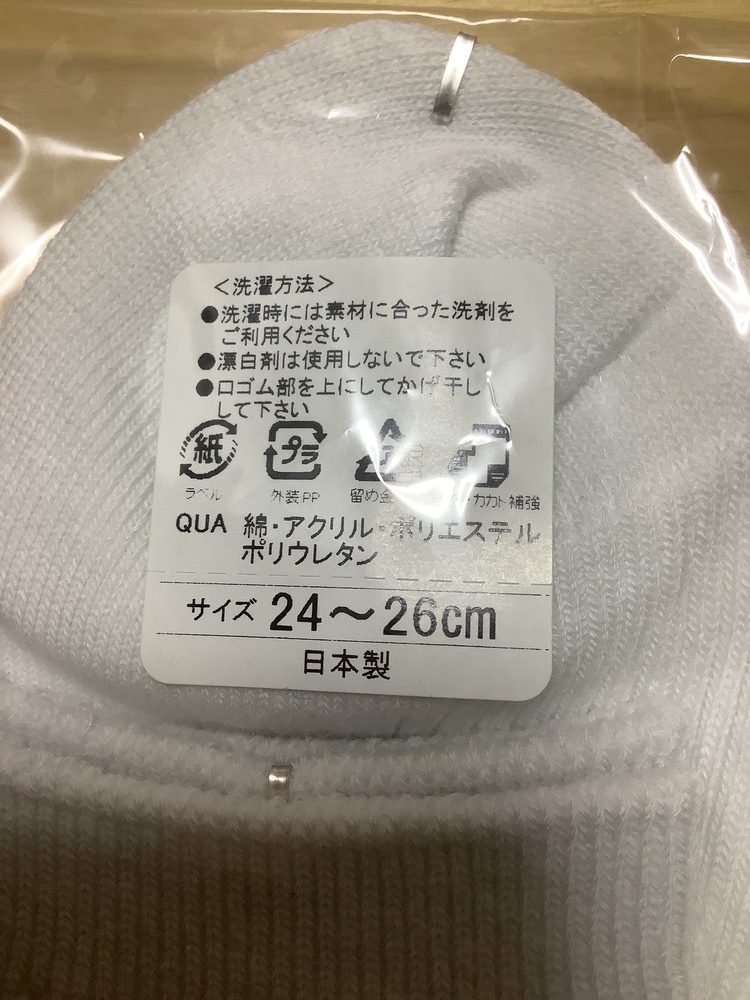 <洗濯方法>
●洗濯時には素材に合った洗剤を
ご利用ください
●漂白剤は使用しないで下さい
●口ゴム部を上にしてかげ干し
して下さい
紙 プラ
ラベル 外装PP 留め金 カカト補強
QUA 綿・アクリル・ポリエステル
ポリウレタン
サイズ 24～26cm
日本製